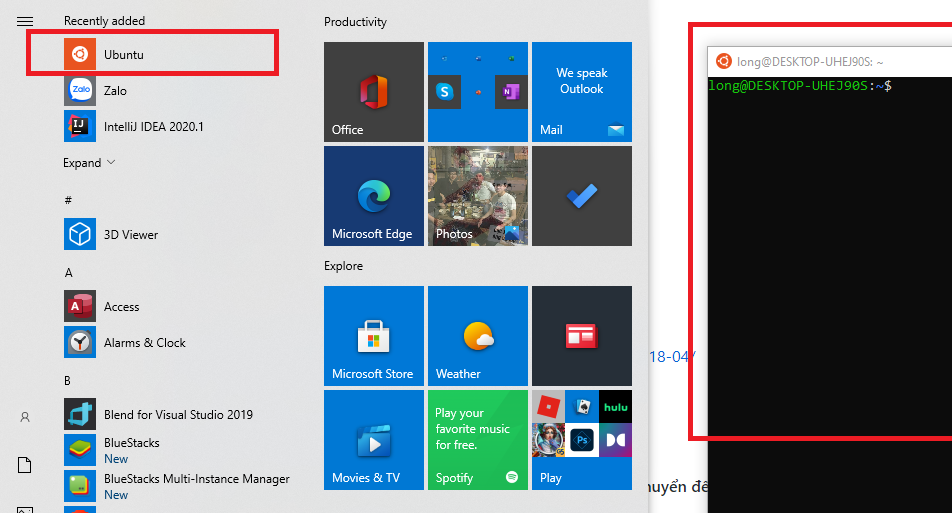 Recently added
Ubuntu
Zalo
Zalo
IntelliJ IDEA 2020.1
Expand
#
3D Viewer
A
Access
Alarms & Clock
B
Blend for Visual Studio 2019
BlueStacks
New
BlueStacks Multi-Instance Manager
New
Productivity
Office
We speak
Outlook
Mail
Microsoft Edge
Photos
Explore
Microsoft Store
Weather
Movies & TV
Play your
favorite music
for free.
Spotify
hulu
Ps
Play
long@DESKTOP-UHEJ90S: ~
long@DESKTOP-UHEJ90S:~$
18-04/